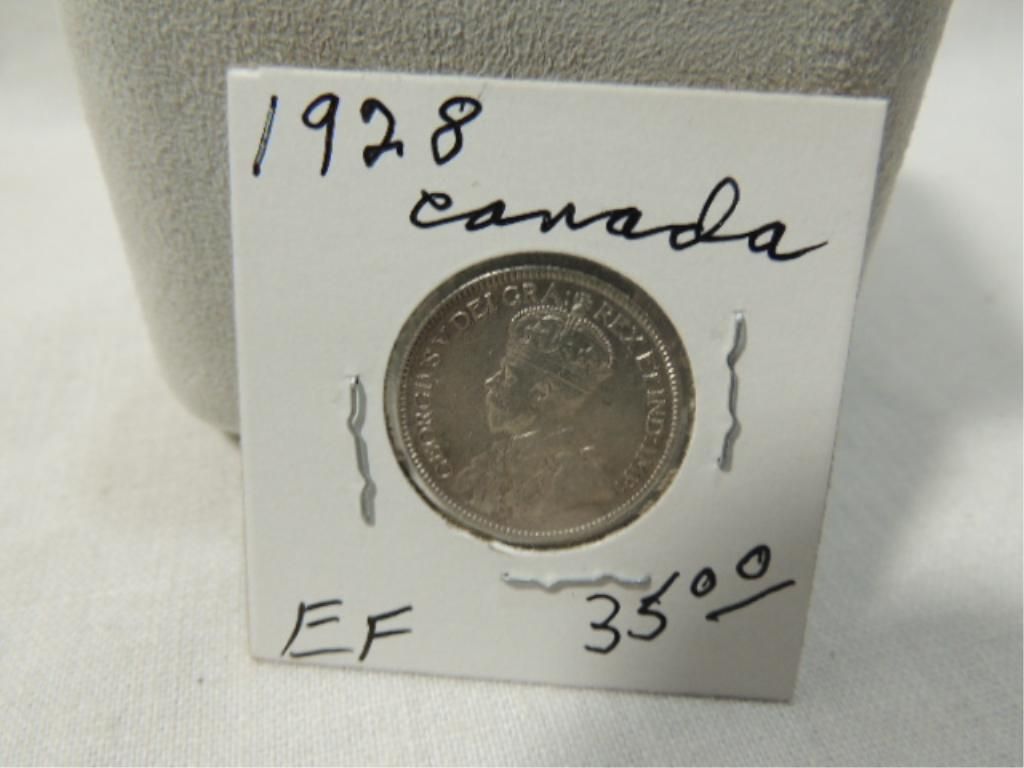 1928
canada
GEORGIVS V DEI GRA: REX ET IND: IMP:
EF
35.00